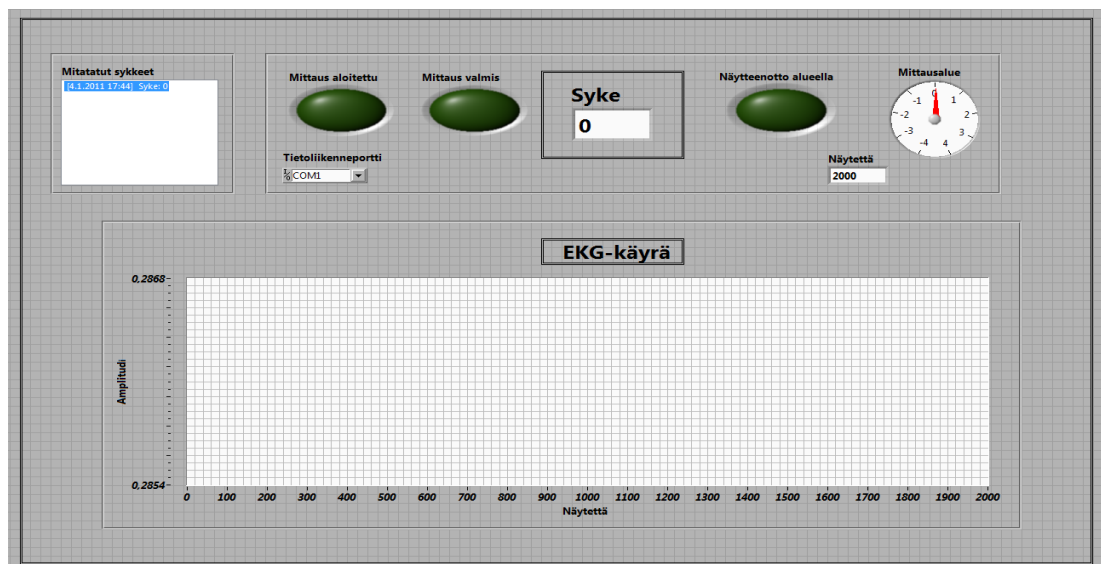 Mitatatut sykkeet
[4.1.2011 17:44] Syke: 0
Mittaus aloitettu
Mittaus valmis
Syke
0
Näytteenotto alueella
Mittausalue
-4 -3 -2 -1 0 1 2 3 4
Tietoliikenneportti
I/O COM1
Näytettä
2000
EKG-käyrä
0,2868
Amplitudi
0,2854
0 100 200 300 400 500 600 700 800 900 1000 1100 1200 1300 1400 1500 1600 1700 1800 1900 2000
Näytettä